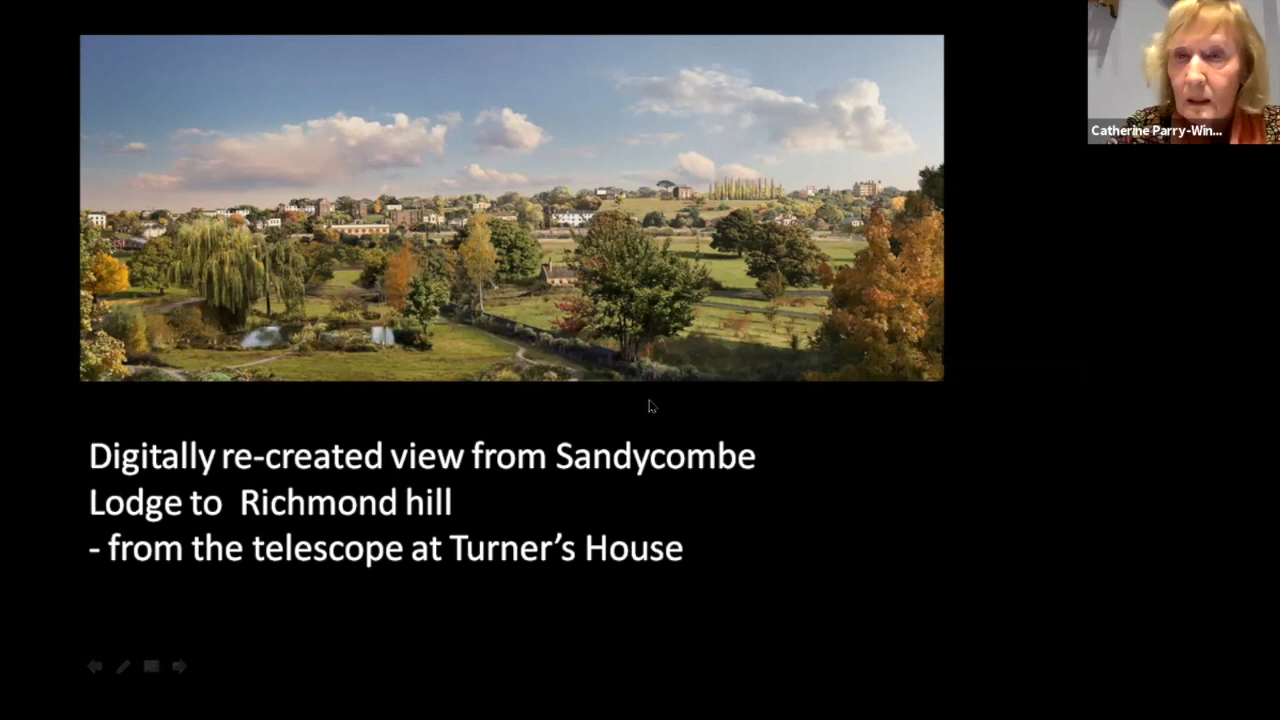 Catherine Parry-Win...
Digitally re-created view from Sandycombe
Lodge to Richmond hill
- from the telescope at Turner’s House